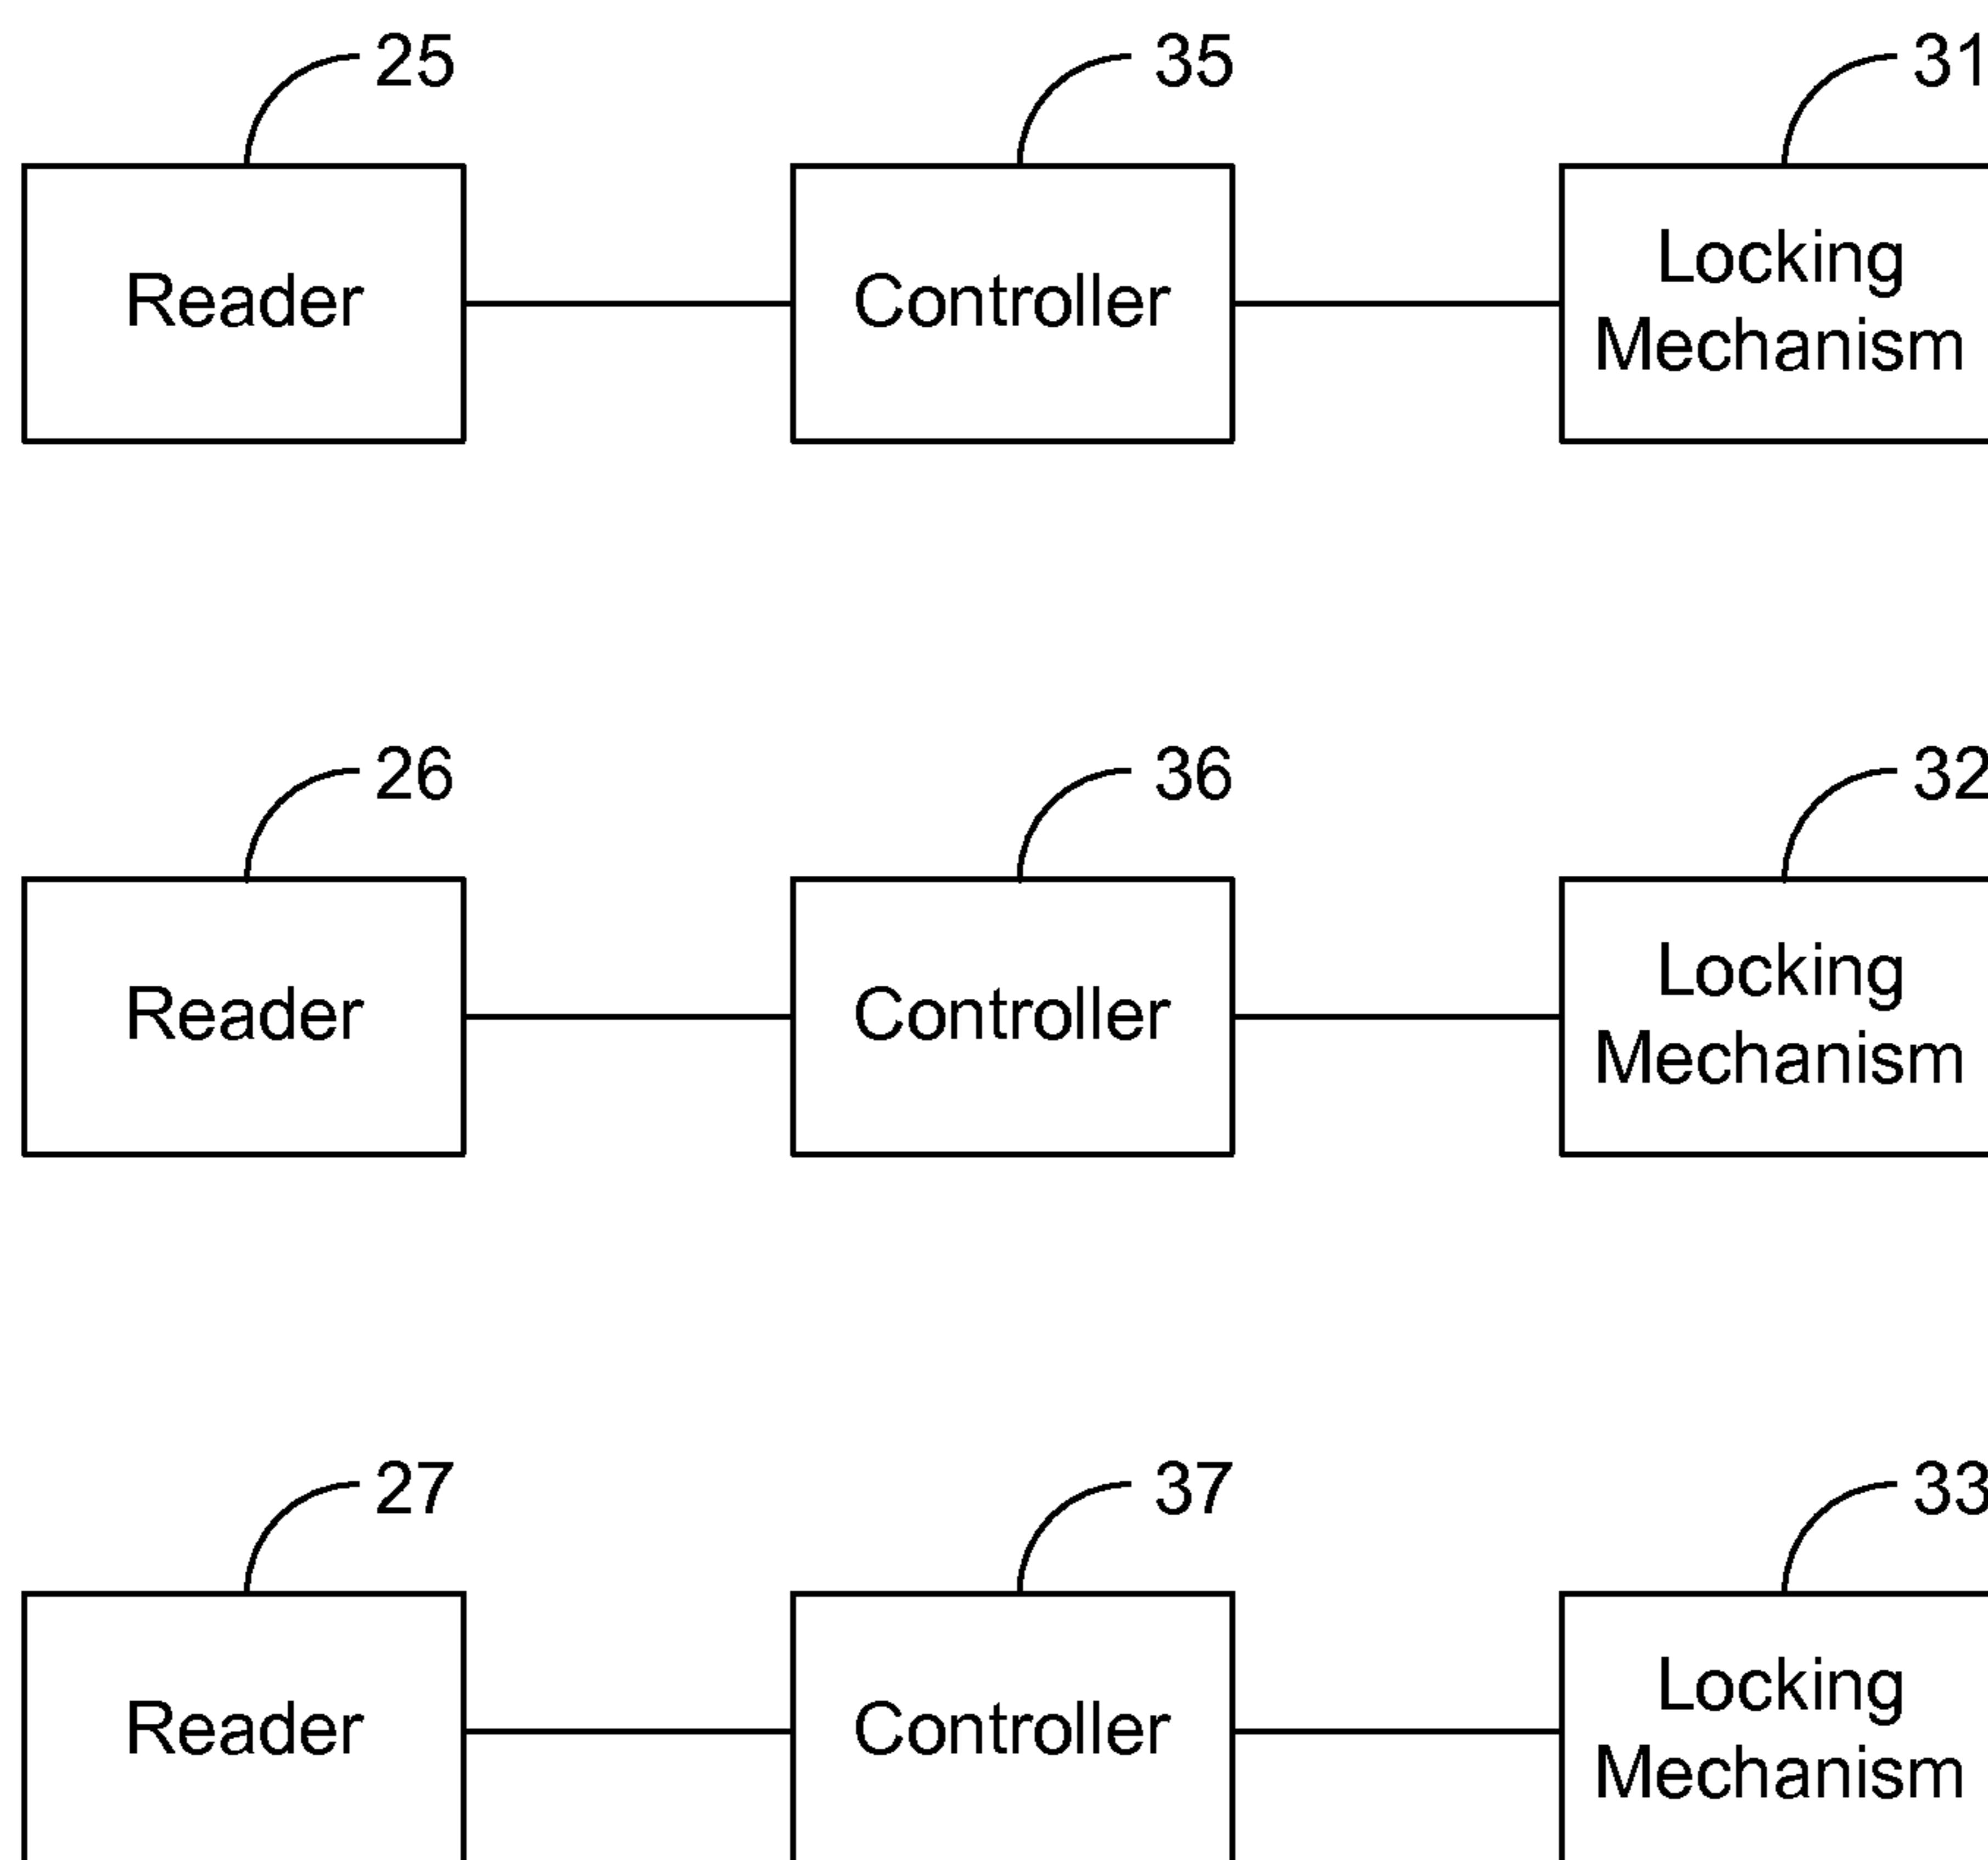 25
35
31
Reader
Controller
Locking
Mechanism
26
36
32
Reader
Controller
Locking
Mechanism
27
37
33
Reader
Controller
Locking
Mechanism